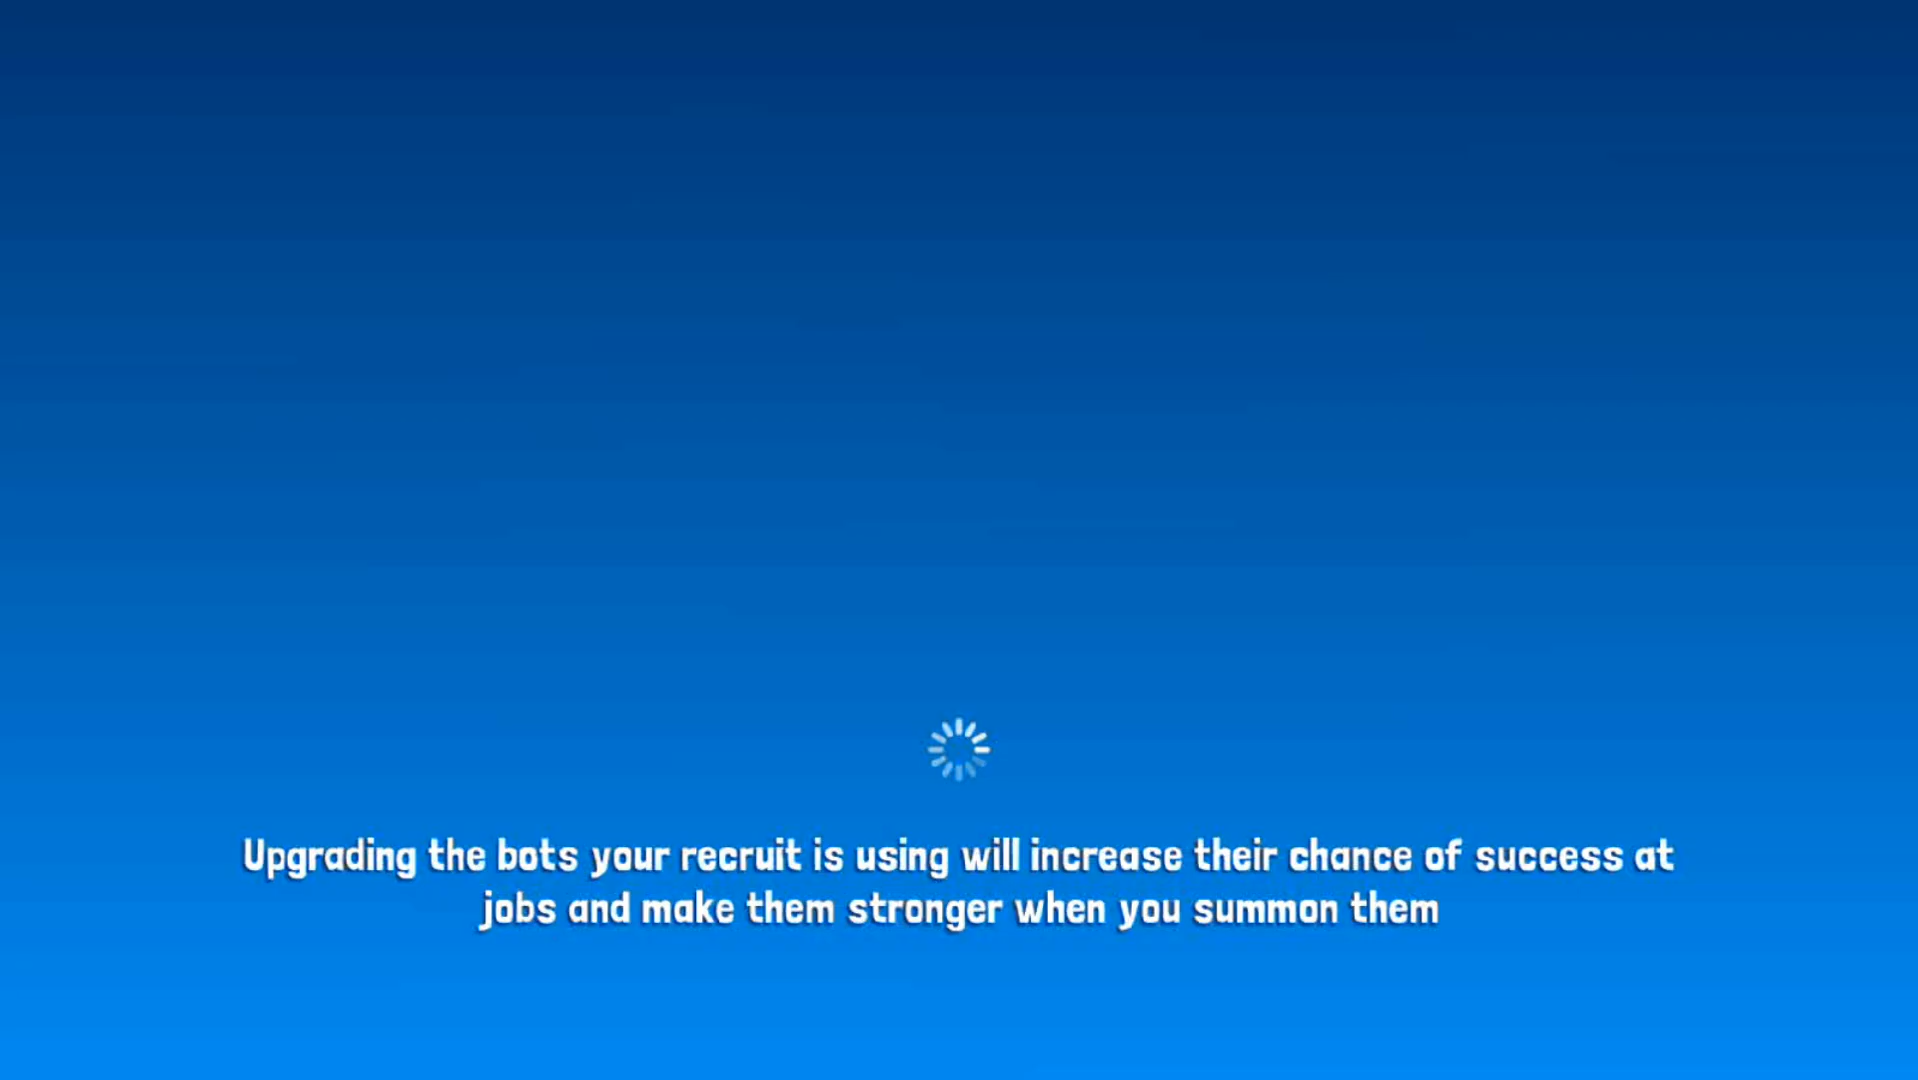 Upgrading the bots your recruit is using will increase their chance of success at
jobs and make them stronger when you summon them